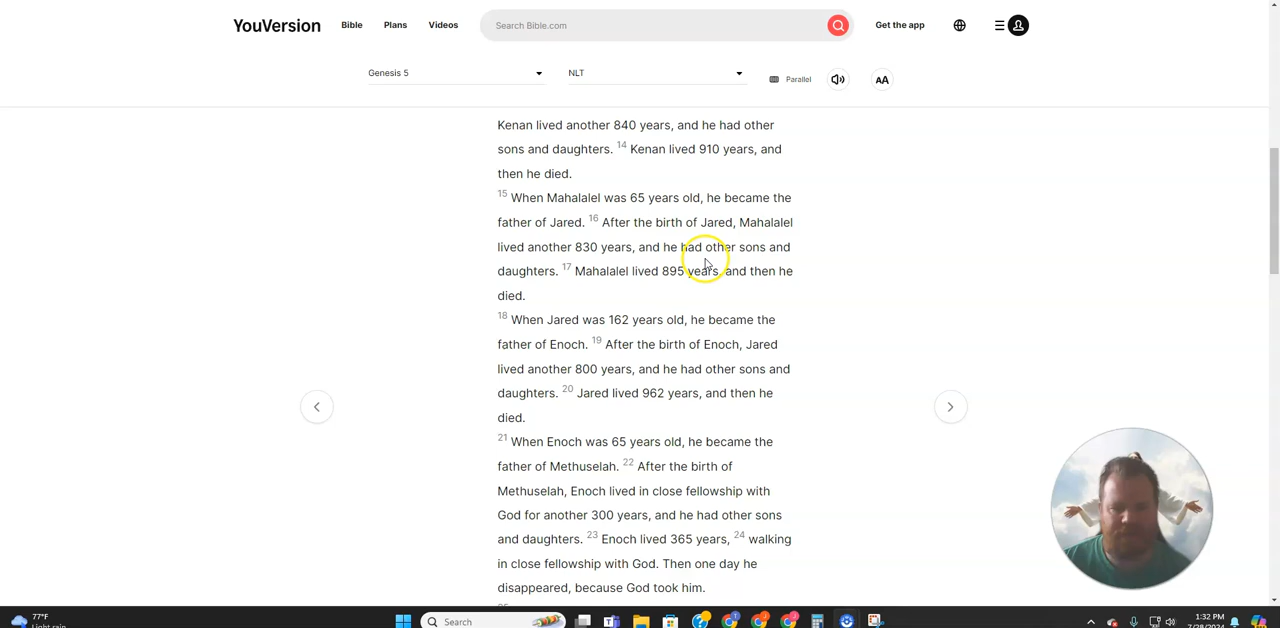 YouVersion Bible Plans Videos Search Bible.com Get the app
Genesis 5 NLT Parallel AA
Kenan lived another 840 years, and he had other
sons and daughters. 14 Kenan lived 910 years, and
then he died.
15 When Mahalalel was 65 years old, he became the
father of Jared. 16 After the birth of Jared, Mahalalel
lived another 830 years, and he had other sons and
daughters. 17 Mahalalel lived 895 years, and then he
died.
18 When Jared was 162 years old, he became the
father of Enoch. 19 After the birth of Enoch, Jared
lived another 800 years, and he had other sons and
daughters. 20 Jared lived 962 years, and then he
died.
21 When Enoch was 65 years old, he became the
father of Methuselah. 22 After the birth of
Methuselah, Enoch lived in close fellowship with
God for another 300 years, and he had other sons
and daughters. 23 Enoch lived 365 years, 24 walking
in close fellowship with God. Then one day he
disappeared, because God took him.
77°F Search 1:32 PM
Light rain 7/28/2024